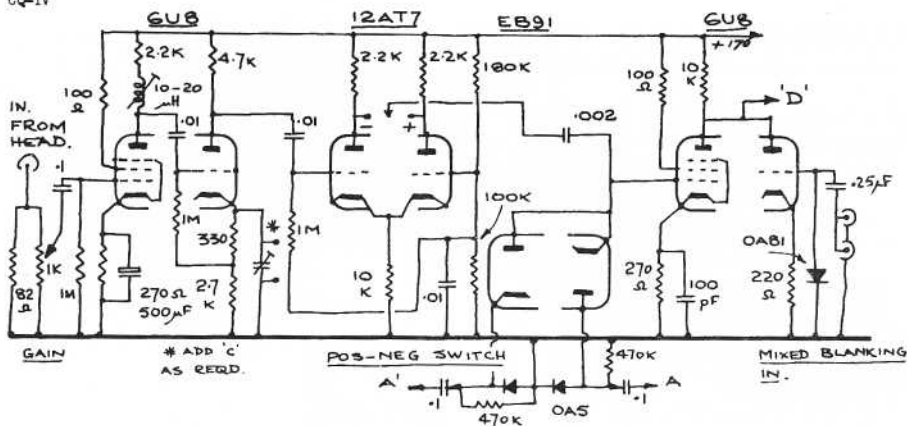 CQ-TV
6U8
12AT7
EB91
6U8
+170
2.2K
4.7K
2.2K
2.2K
180K
100
Ω
10
K
100
Ω
10-20
μH
'D'
IN.
FROM
HEAD.
.01
.01
.002
.1
.25μF
1M
330
*
1M
100K
OA81
1K
82
Ω
1M
270Ω
500μF
2.7
K
10
K
.01
270
Ω
100
pF
220
Ω
GAIN
* ADD 'C'
AS REQD.
POS-NEG SWITCH
470K
MIXED BLANKING
IN.
A'
.1
OA5
.1
A
470K
- +